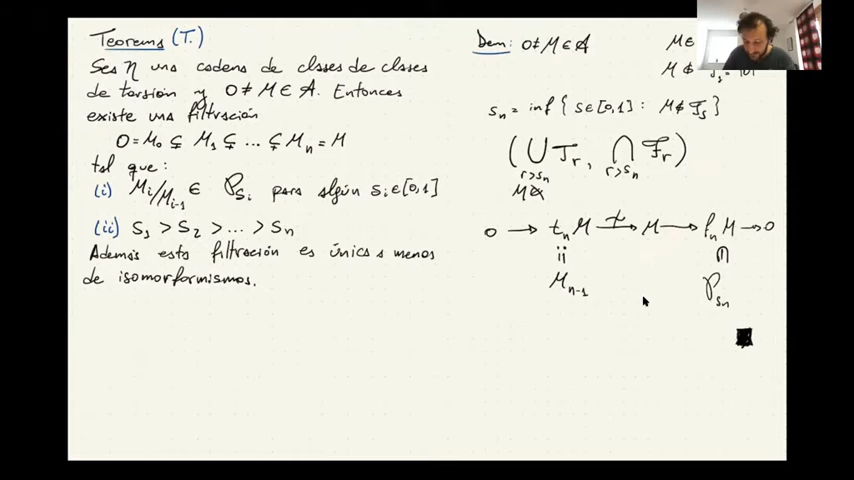 Teorema (T.)
Sea η una cadena de clases de clases
de torsión y 0 ≠ M ∈ A. Entonces
existe una filtración
0 = M₀ ⊊ M₁ ⊊ ... ⊊ Mₙ = M
tal que:
(i) Mᵢ/Mᵢ₋₁ ∈ P_{sᵢ} para algún sᵢ ∈ [0,1]
(ii) s₁ > s₂ > ... > sₙ
Además esta filtración es única a menos
de isomorformismos.
Dem: 0 ≠ M ∈ A
M ∈
M ∉
sₙ = inf { s ∈ [0,1] : M ∉ F_s }
( ∪_{r>sₙ} T_r, ∩_{r>sₙ} F_r )
0 → tₙM → M → fₙM → 0
Mₙ₋₁
P_{sₙ}